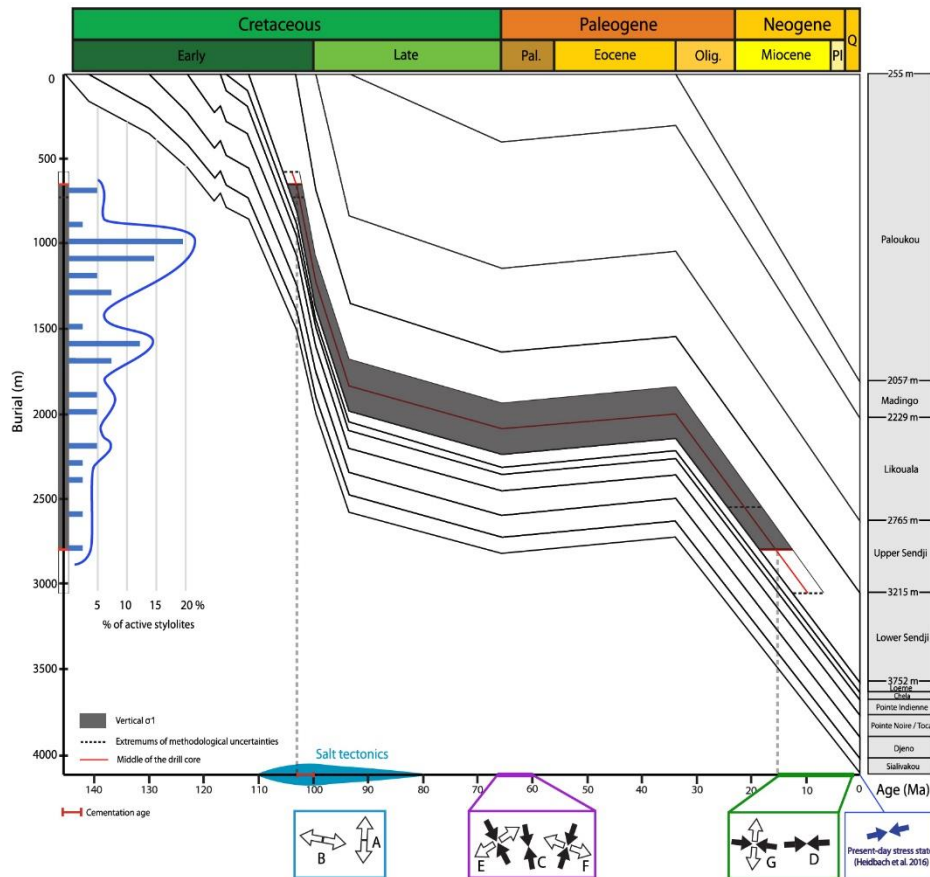 Cretaceous Paleogene Neogene Q
Early Late Pal. Eocene Olig. Miocene Pl
0
500
1000
1500
2000
2500
3000
3500
4000
Burial (m)
5 10 15 20 %
% of active stylolites
Vertical σ1
Extremums of methodological uncertainties
Middle of the drill core
Cementation age
Salt tectonics
140 130 120 110 100 90 80 70 60 50 40 30 20 10 0 Age (Ma)
255 m
Paloukou
2057 m
Madingo
2229 m
Likouala
2765 m
Upper Sendji
3215 m
Lower Sendji
3752 m
Loeme
Chela
Pointe Indienne
Pointe Noire / Toca
Djeno
Sialivakou
B A
E C F
G D
Present-day stress state
(Heidbach et al. 2016)